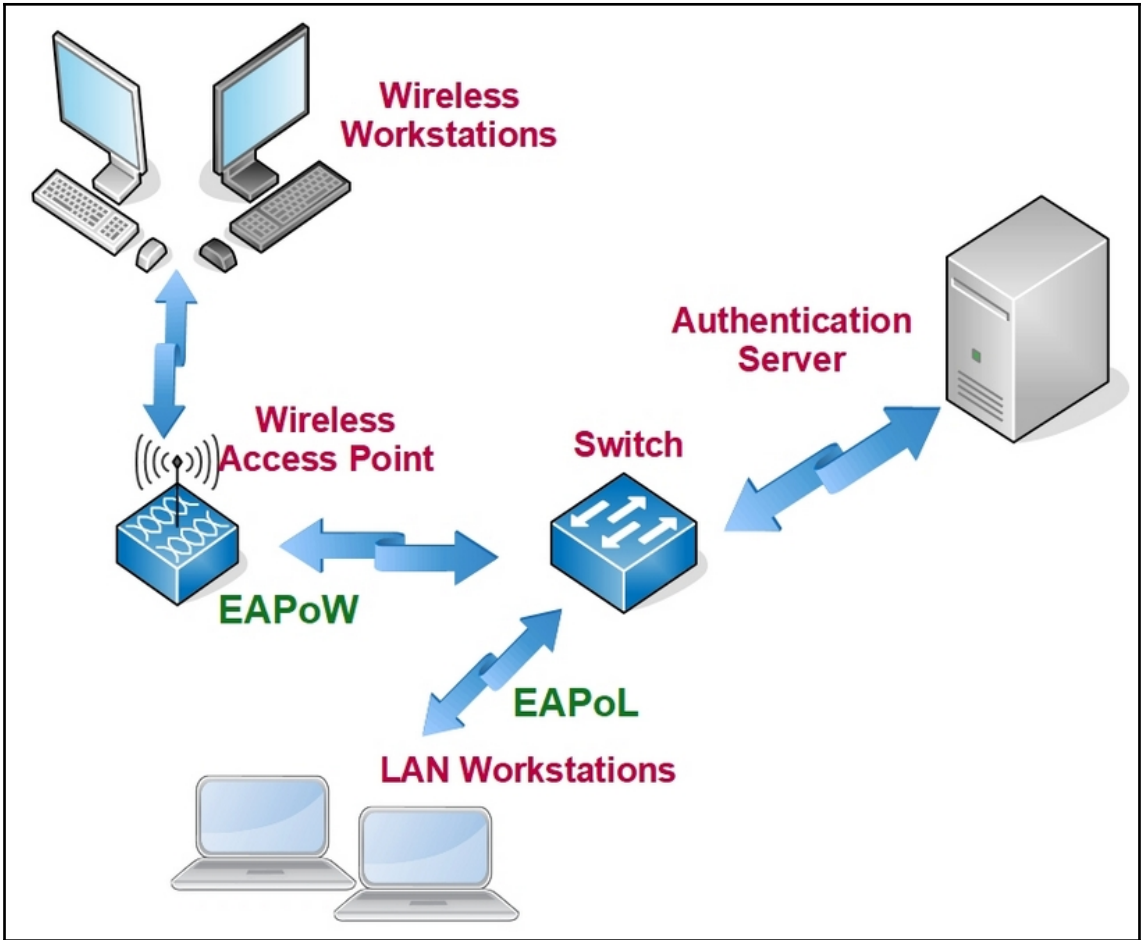 Wireless
Workstations
Authentication
Server
Wireless
Access Point
Switch
EAPoW
EAPoL
LAN Workstations